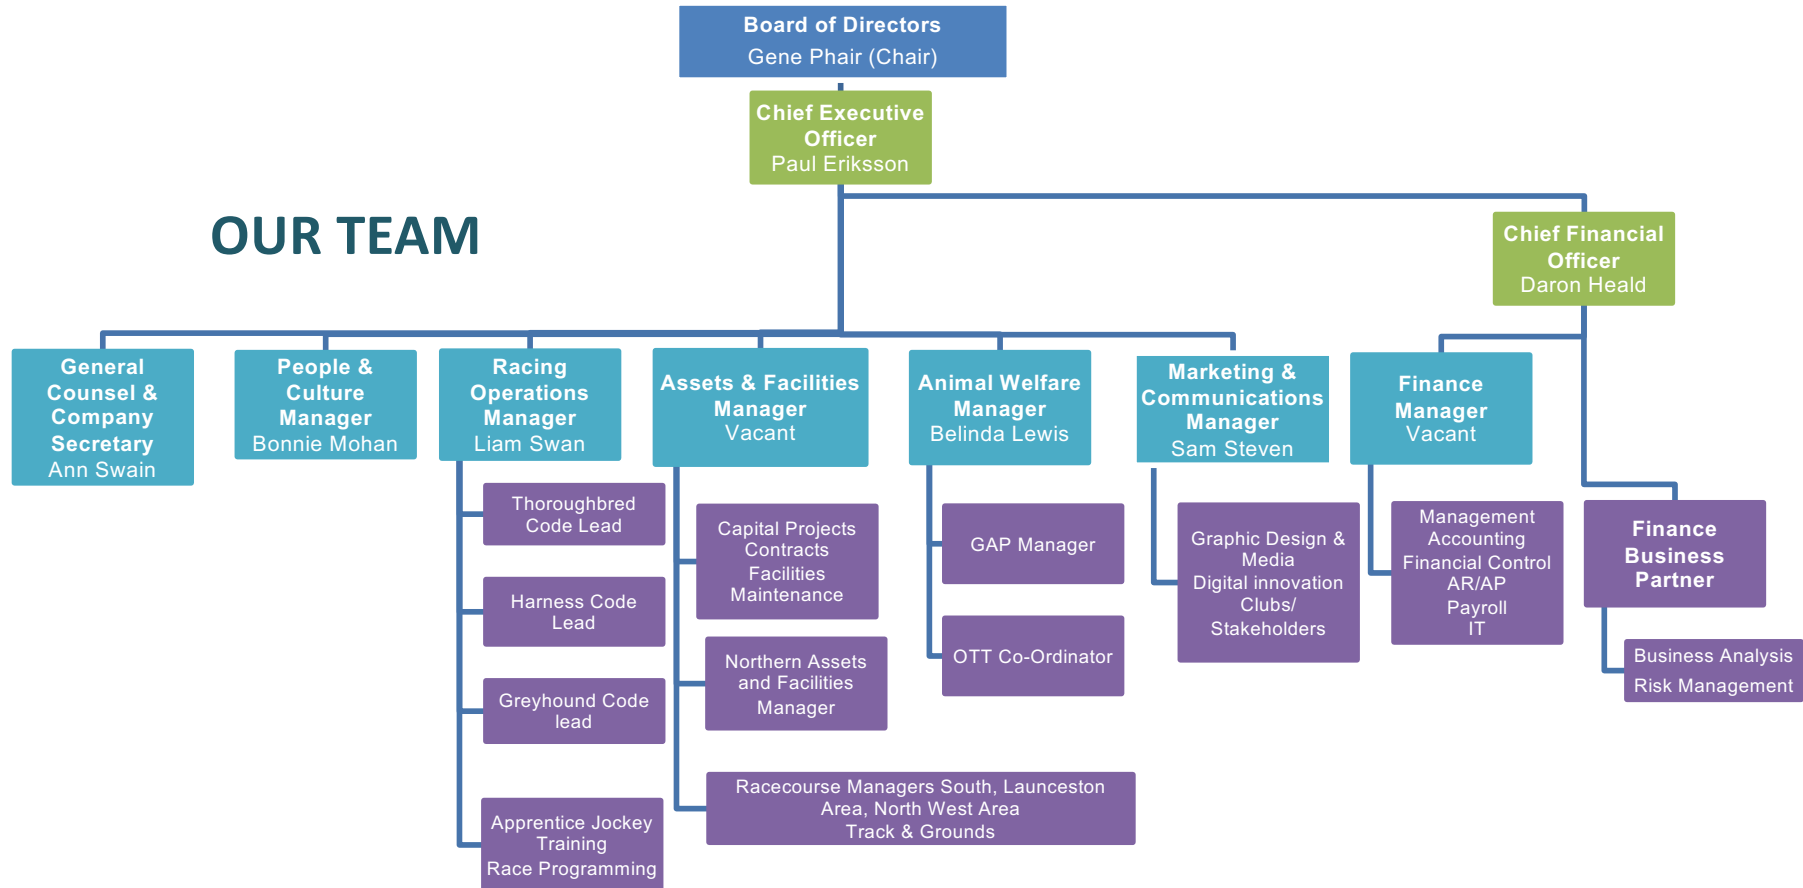 Board of Directors
Gene Phair (Chair)
Chief Executive
Officer
Paul Eriksson
OUR TEAM
Chief Financial
Officer
Daron Heald
General
Counsel &
Company
Secretary
Ann Swain
People &
Culture
Manager
Bonnie Mohan
Racing
Operations
Manager
Liam Swan
Assets & Facilities
Manager
Vacant
Animal Welfare
Manager
Belinda Lewis
Marketing &
Communications
Manager
Sam Steven
Finance
Manager
Vacant
Thoroughbred
Code Lead
Harness Code
Lead
Greyhound Code
lead
Apprentice Jockey
Training
Race Programming
Capital Projects
Contracts
Facilities
Maintenance
Northern Assets
and Facilities
Manager
Racecourse Managers South, Launceston
Area, North West Area
Track & Grounds
GAP Manager
OTT Co-Ordinator
Graphic Design &
Media
Digital innovation
Clubs/
Stakeholders
Management
Accounting
Financial Control
AR/AP
Payroll
IT
Finance
Business
Partner
Business Analysis
Risk Management